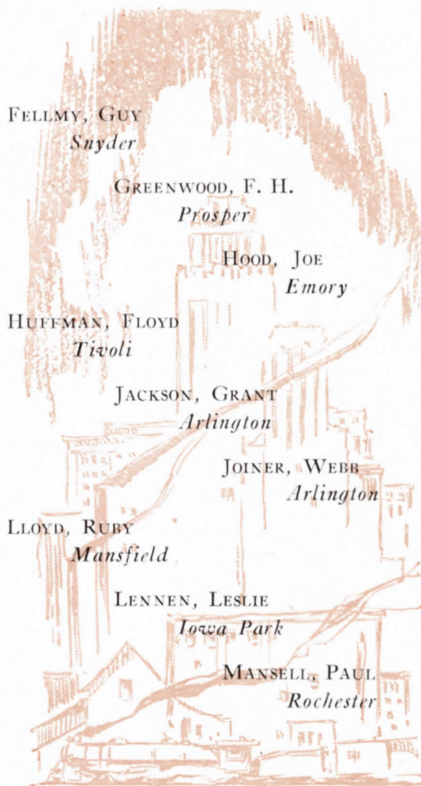 Fellmy, Guy
Snyder
Greenwood, F. H.
Prosper
Hood, Joe
Emory
Huffman, Floyd
Tivoli
Jackson, Grant
Arlington
Joiner, Webb
Arlington
Lloyd, Ruby
Mansfield
Lennen, Leslie
Iowa Park
Mansell, Paul
Rochester